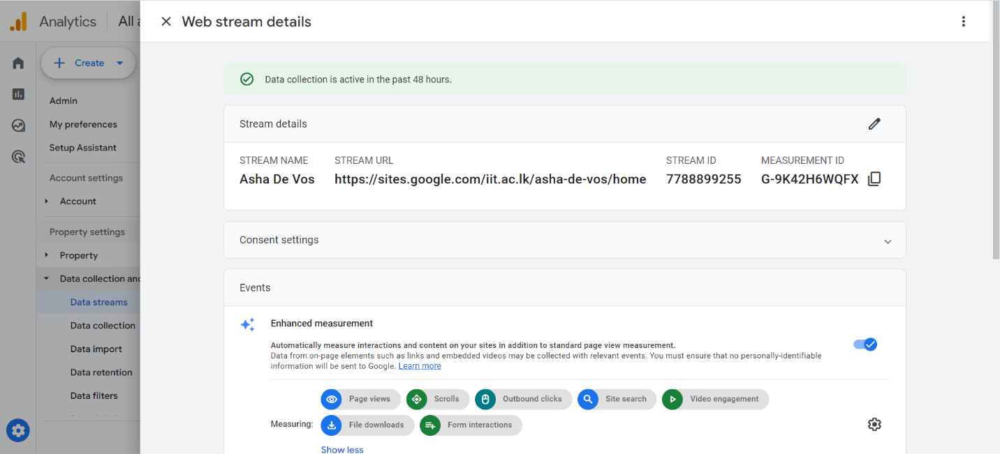 Analytics
All a
Web stream details
Create
Admin
My preferences
Setup Assistant
Account settings
Account
Property settings
Property
Data collection and
Data streams
Data collection
Data import
Data retention
Data filters
Data collection is active in the past 48 hours.
Stream details
STREAM NAME STREAM URL STREAM ID MEASUREMENT ID
Asha De Vos https://sites.google.com/iit.ac.lk/asha-de-vos/home 7788899255 G-9K42H6WQFX
Consent settings
Events
Enhanced measurement
Automatically measure interactions and content on your sites in addition to standard page view measurement.
Data from on-page elements such as links and embedded videos may be collected with relevant events. You must ensure that no personally-identifiable
information will be sent to Google. Learn more
Page views Scrolls Outbound clicks Site search Video engagement
Measuring: File downloads Form interactions
Show less